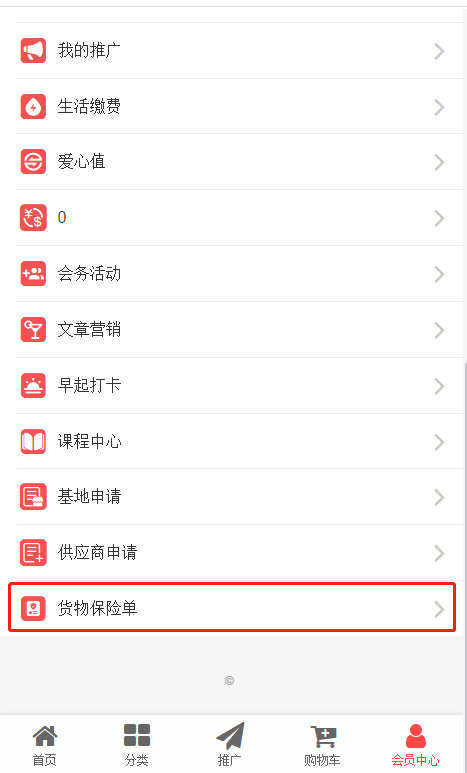 我的推广
生活缴费
爱心值
0
会务活动
文章营销
早起打卡
课程中心
基地申请
供应商申请
货物保险单
©
首页
分类
推广
购物车
会员中心